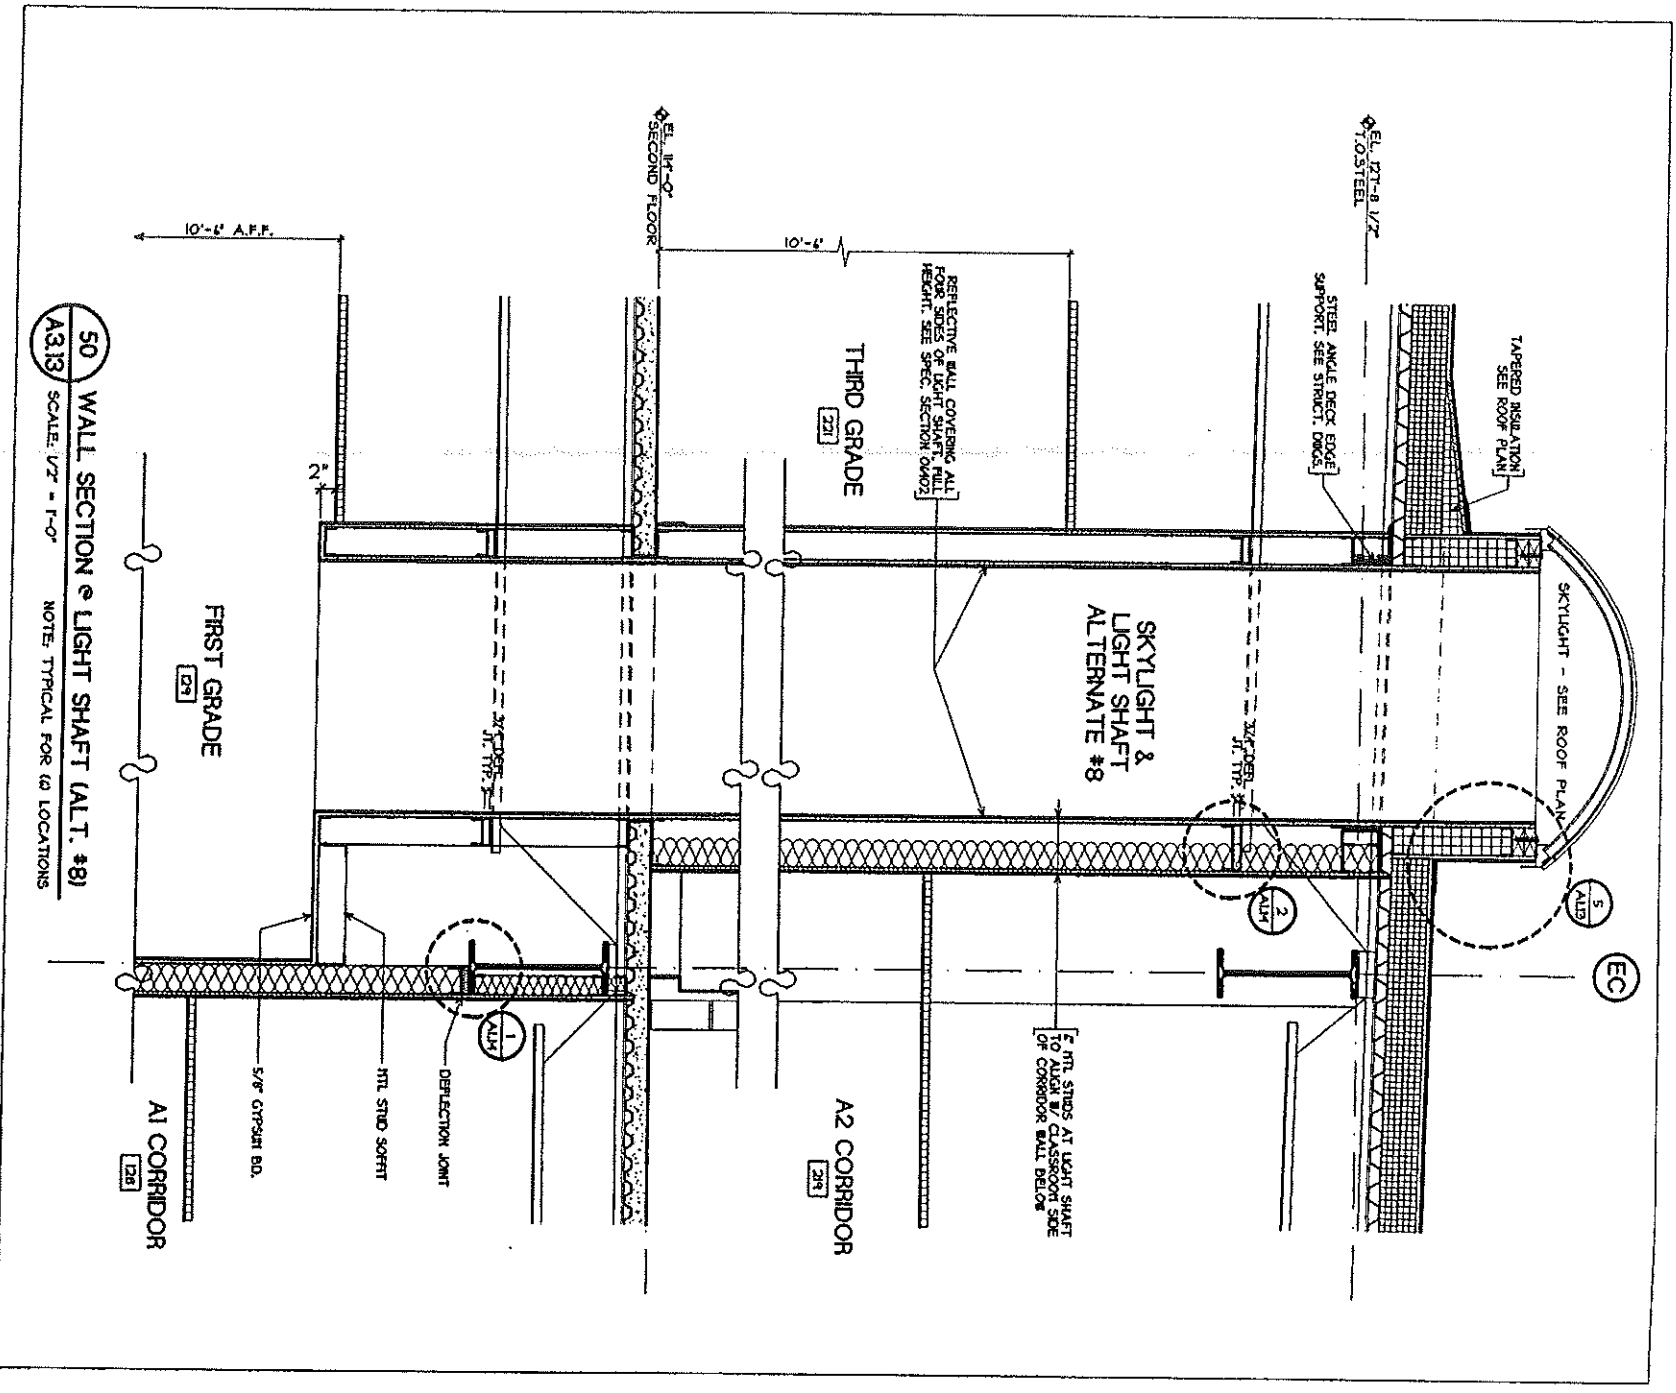 SKYLIGHT - SEE ROOF PLAN
TAPERED INSULATION
SEE ROOF PLAN
EL. 127'-8 1/2"
T.O.STEEL
STEEL ANGLE DECK EDGE
SUPPORT. SEE STRUCT. DWGS.
5
EC
2
3/4" DEFL.
JT. TYP.
SKYLIGHT &
LIGHT SHAFT
ALTERNATE #8
10'-6"
REFLECTIVE WALL COVERING ALL
FOUR SIDES OF LIGHT SHAFT, FULL
HEIGHT. SEE SPEC. SECTION
THIRD GRADE
221
MTL STUDS AT LIGHT SHAFT
TO ALIGN W/ CLASSROOM SIDE
OF CORRIDOR WALL BELOW
A2 CORRIDOR
219
EL. 114'-0"
SECOND FLOOR
3/4" DEFL.
JT. TYP.
1
DEFLECTION JOINT
10'-6" A.F.F.
2"
MTL STUD SOFFIT
5/8" GYPSUM BD.
FIRST GRADE
129
A1 CORRIDOR
128
50
A3.13
WALL SECTION @ LIGHT SHAFT (ALT. #8)
SCALE: 1/2" = 1'-0"
NOTE: TYPICAL FOR (6) LOCATIONS